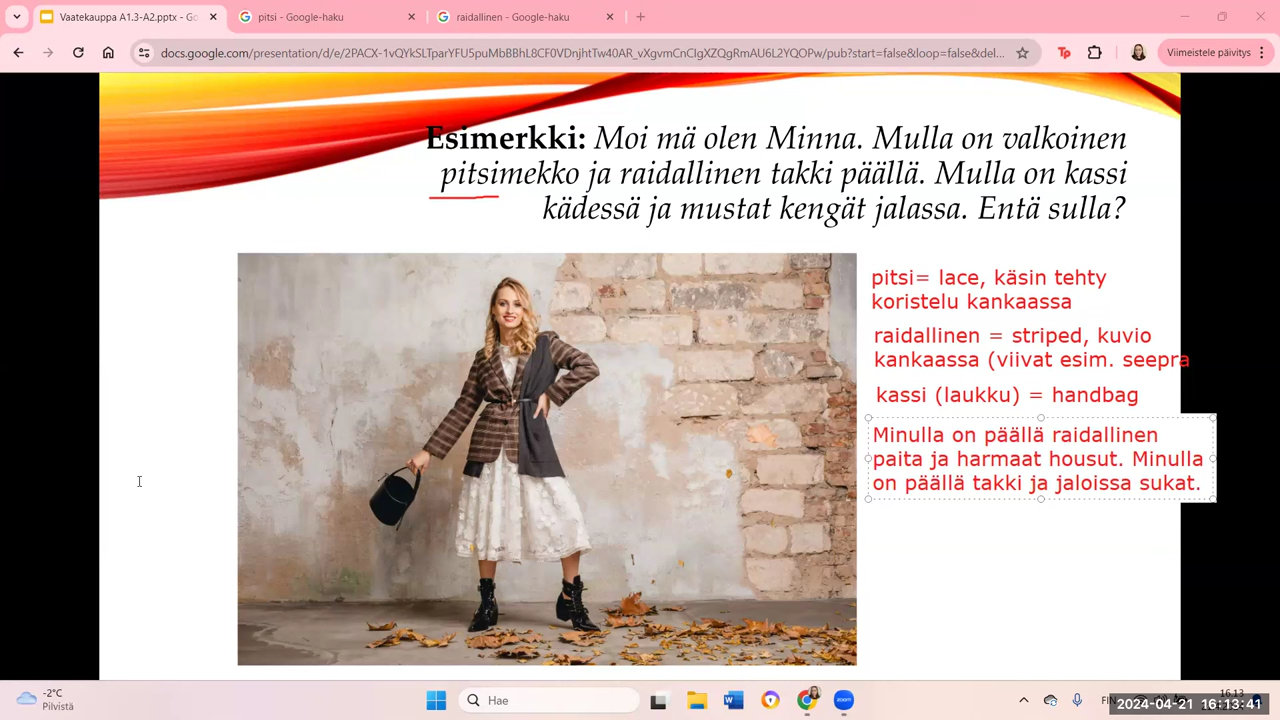 Vaatekauppa A1.3-A2.pptx - Go
pitsi - Google-haku
raidallinen - Google-haku
docs.google.com/presentation/d/e/2PACX-1vQYkSLTparYFU5puMbBBhL8CF0VDnjhtTw40AR_vXgvmCnClgXZQgRmAU6L2YQOPw/pub?start=false&loop=false&del...
Viimeistele päivitys
Esimerkki: Moi mä olen Minna. Mulla on valkoinen
pitsimekko ja raidallinen takki päällä. Mulla on kassi
kädessä ja mustat kengät jalassa. Entä sulla?
pitsi= lace, käsin tehty
koristelu kankaassa
raidallinen = striped, kuvio
kankaassa (viivat esim. seepra
kassi (laukku) = handbag
Minulla on päällä raidallinen
paita ja harmaat housut. Minulla
on päällä takki ja jaloissa sukat.
-2°C
Pilvistä
Hae
zoom
FIN
16.13
2024-04-21 16:13:41